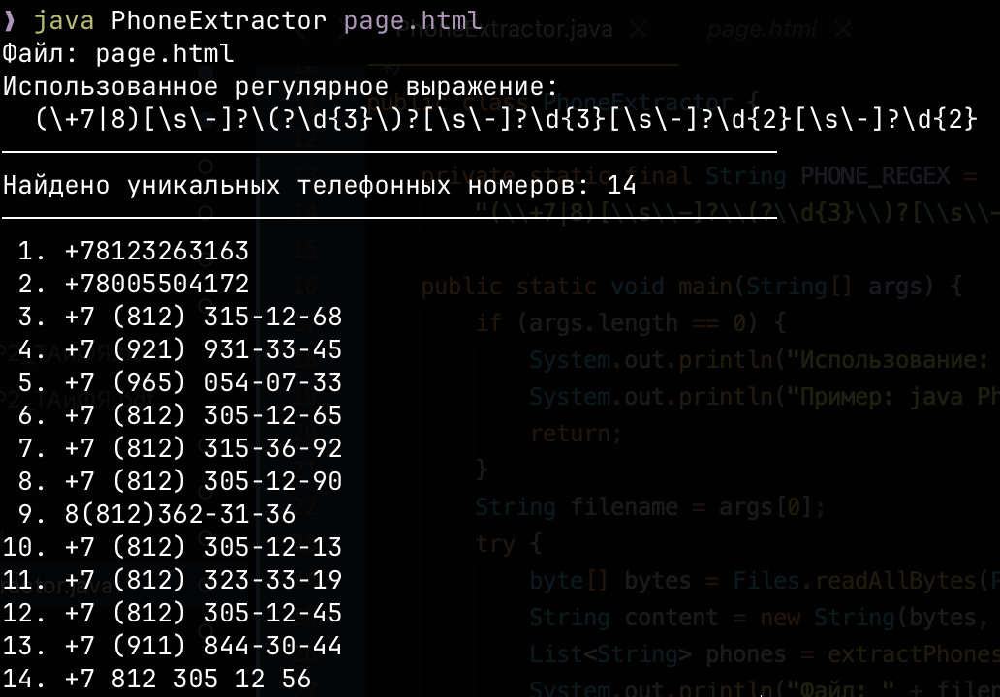 ❱ java PhoneExtractor page.html
Файл: page.html
Использованное регулярное выражение:
(\+7|8)[\s\-]?\(?\d{3}\)?[\s\-]?\d{3}[\s\-]?\d{2}[\s\-]?\d{2}
Найдено уникальных телефонных номеров: 14
1. +78123263163
2. +78005504172
3. +7 (812) 315-12-68
4. +7 (921) 931-33-45
5. +7 (965) 054-07-33
6. +7 (812) 305-12-65
7. +7 (812) 315-36-92
8. +7 (812) 305-12-90
9. 8(812)362-31-36
10. +7 (812) 305-12-13
11. +7 (812) 323-33-19
12. +7 (812) 305-12-45
13. +7 (911) 844-30-44
14. +7 812 305 12 56
PhoneExtractor.java
page.html
*/
public class PhoneExtractor {
private static final String PHONE_REGEX =
"(\\+7|8)[\\s\\-]?\\(?\\d{3}\\)?[\\s\\-
15
16 public static void main(String[] args) {
if (args.length == 0) {
System.out.println("Использование:
System.out.println("Пример: java Ph
return;
}
String filename = args[0];
try {
byte[] bytes = Files.readAllBytes(
String content = new String(bytes,
List<String> phones = extractPhones
System.out.println("Файл: " + filen